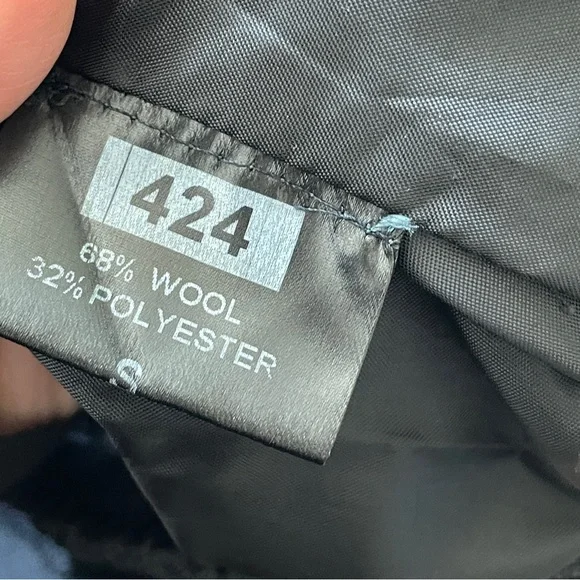 424
68% WOOL
32% POLYESTER
S